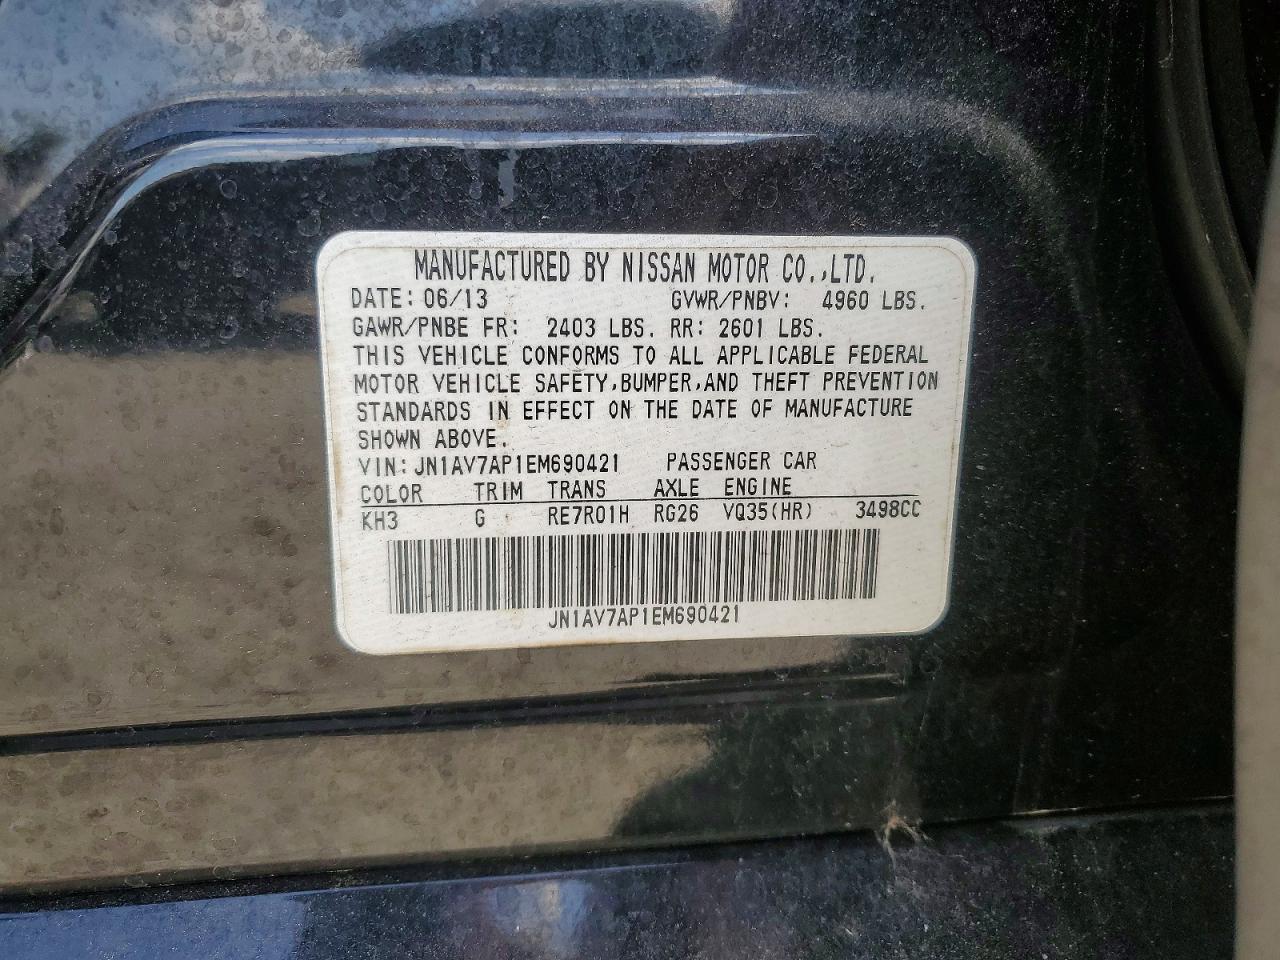 MANUFACTURED BY NISSAN MOTOR CO.,LTD.
DATE: 06/13 GVWR/PNBV: 4960 LBS.
GAWR/PNBE FR: 2403 LBS. RR: 2601 LBS.
THIS VEHICLE CONFORMS TO ALL APPLICABLE FEDERAL
MOTOR VEHICLE SAFETY,BUMPER,AND THEFT PREVENTION
STANDARDS IN EFFECT ON THE DATE OF MANUFACTURE
SHOWN ABOVE.
VIN:JN1AV7AP1EM690421 PASSENGER CAR
COLOR TRIM TRANS AXLE ENGINE
KH3 G RE7R01H RG26 VQ35(HR) 3498CC
JN1AV7AP1EM690421